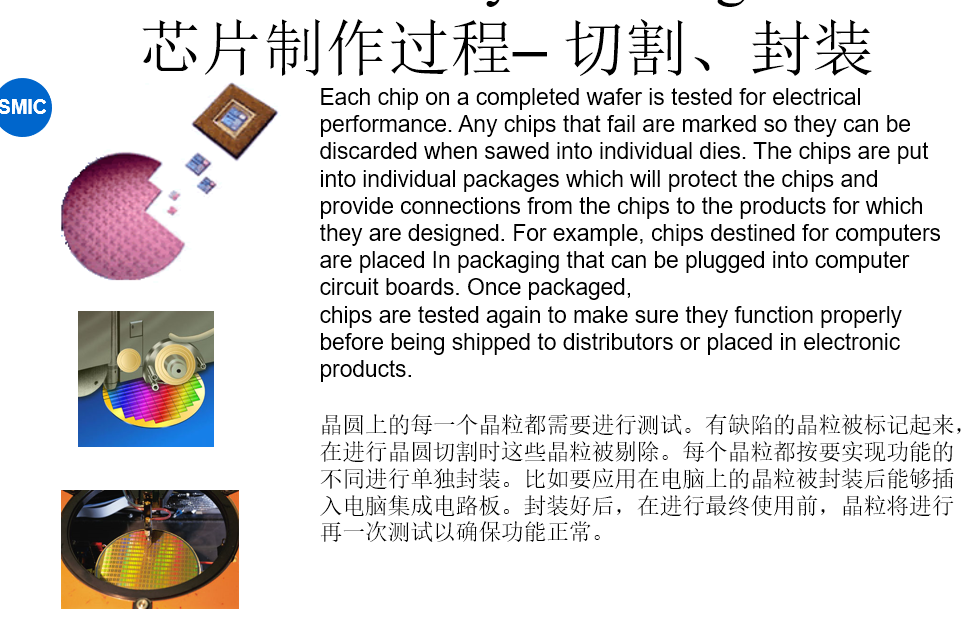 芯片制作过程– 切割、封装
SMIC
Each chip on a completed wafer is tested for electrical
performance. Any chips that fail are marked so they can be
discarded when sawed into individual dies. The chips are put
into individual packages which will protect the chips and
provide connections from the chips to the products for which
they are designed. For example, chips destined for computers
are placed In packaging that can be plugged into computer
circuit boards. Once packaged,
chips are tested again to make sure they function properly
before being shipped to distributors or placed in electronic
products.
晶圆上的每一个晶粒都需要进行测试。有缺陷的晶粒被标记起来，
在进行晶圆切割时这些晶粒被剔除。每个晶粒都按要实现功能的
不同进行单独封装。比如要应用在电脑上的晶粒被封装后能够插
入电脑集成电路板。封装好后，在进行最终使用前，晶粒将进行
再一次测试以确保功能正常。